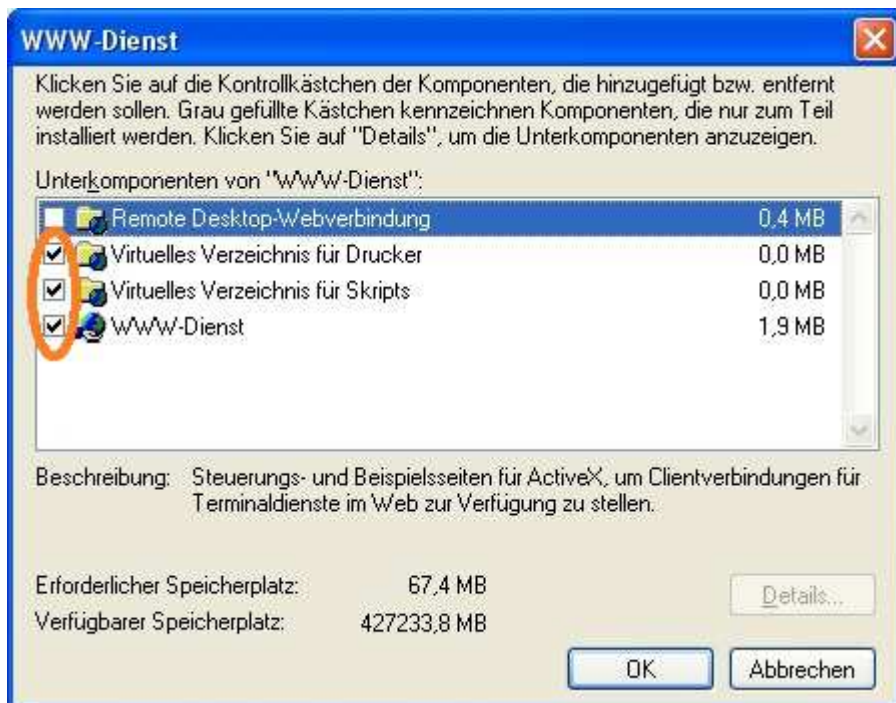 WWW-Dienst
Klicken Sie auf die Kontrollkästchen der Komponenten, die hinzugefügt bzw. entfernt
werden sollen. Grau gefüllte Kästchen kennzeichnen Komponenten, die nur zum Teil
installiert werden. Klicken Sie auf "Details", um die Unterkomponenten anzuzeigen.
Unterkomponenten von "WWW-Dienst":
Remote Desktop-Webverbindung 0,4 MB
Virtuelles Verzeichnis für Drucker 0,0 MB
Virtuelles Verzeichnis für Skripts 0,0 MB
WWW-Dienst 1,9 MB
Beschreibung: Steuerungs- und Beispielsseiten für ActiveX, um Clientverbindungen für
Terminaldienste im Web zur Verfügung zu stellen.
Erforderlicher Speicherplatz: 67,4 MB
Verfügbarer Speicherplatz: 427233,8 MB
Details...
OK Abbrechen